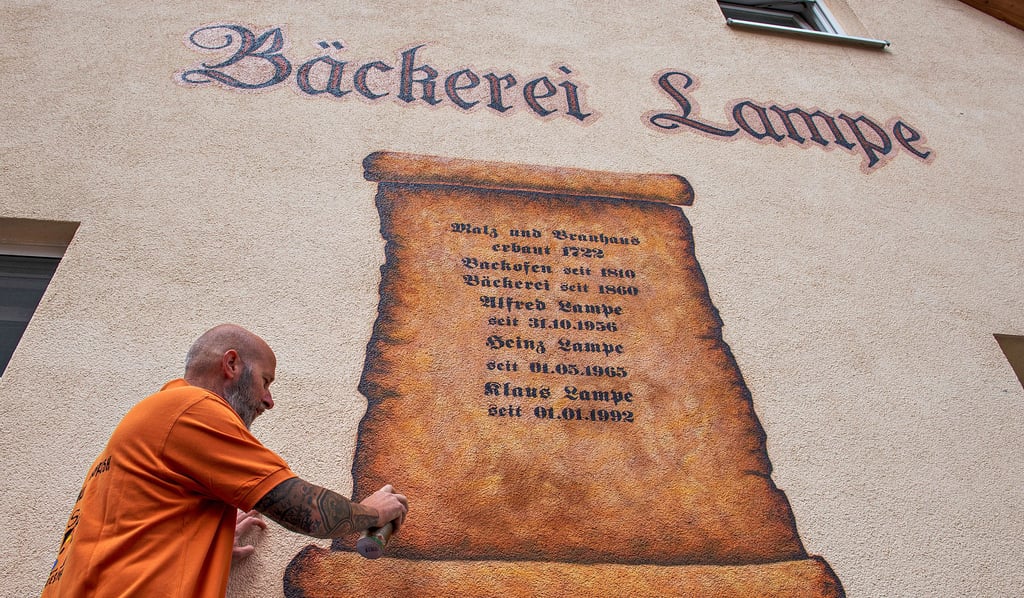 Bäckerei Lampe
Malz und Brauhaus
erbaut 1722
Backofen seit 1810
Bäckerei seit 1860
Alfred Lampe
seit 31.10.1956
Heinz Lampe
seit 01.05.1965
Klaus Lampe
seit 01.01.1992